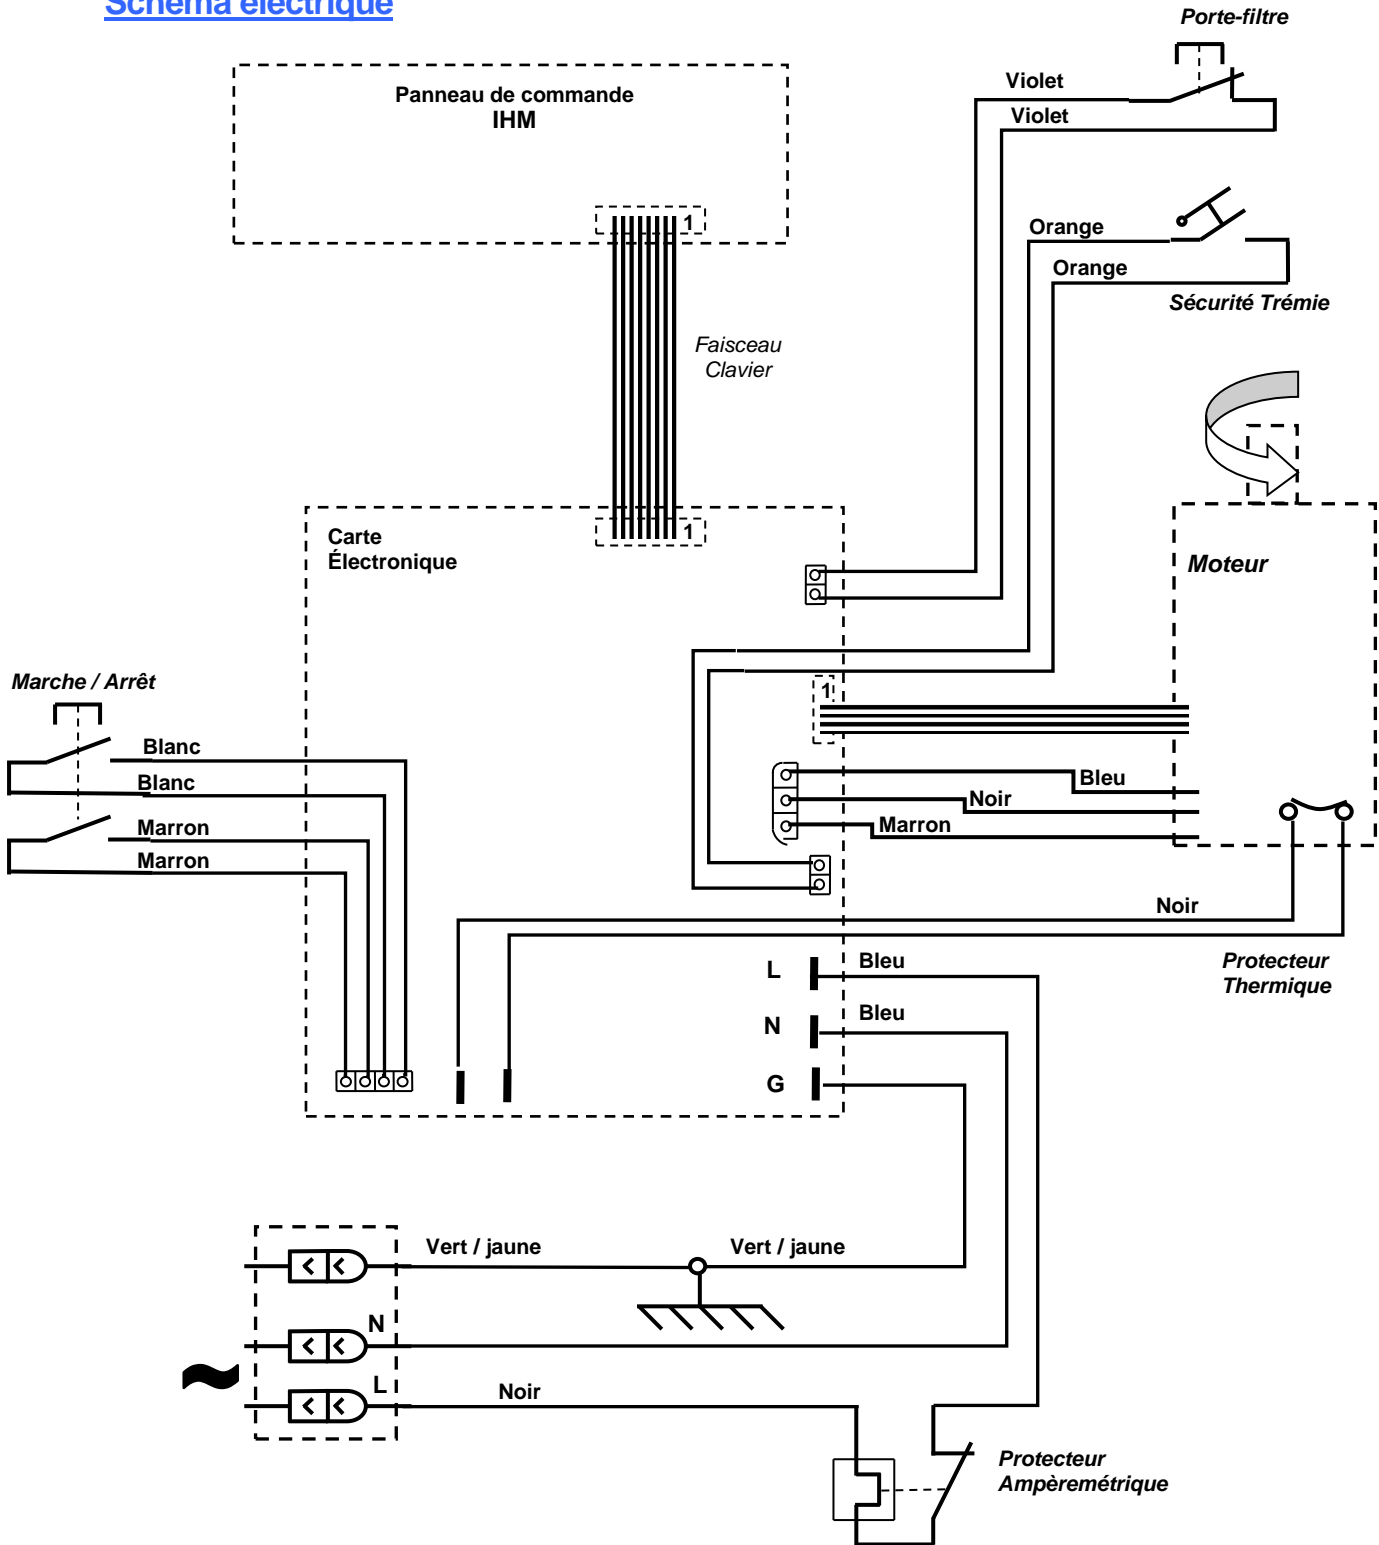 Schéma électrique
Porte-filtre
Panneau de commande
IHM
Violet
Violet
1
Orange
Orange
Sécurité Trémie
Faisceau
Clavier
1
Carte
Électronique
Moteur
Marche / Arrêt
1
Blanc
Blanc
Marron
Marron
Bleu
Noir
Marron
Noir
Protecteur
Thermique
L
Bleu
N
Bleu
G
Vert / jaune
Vert / jaune
N
L
Noir
Protecteur
Ampèremétrique